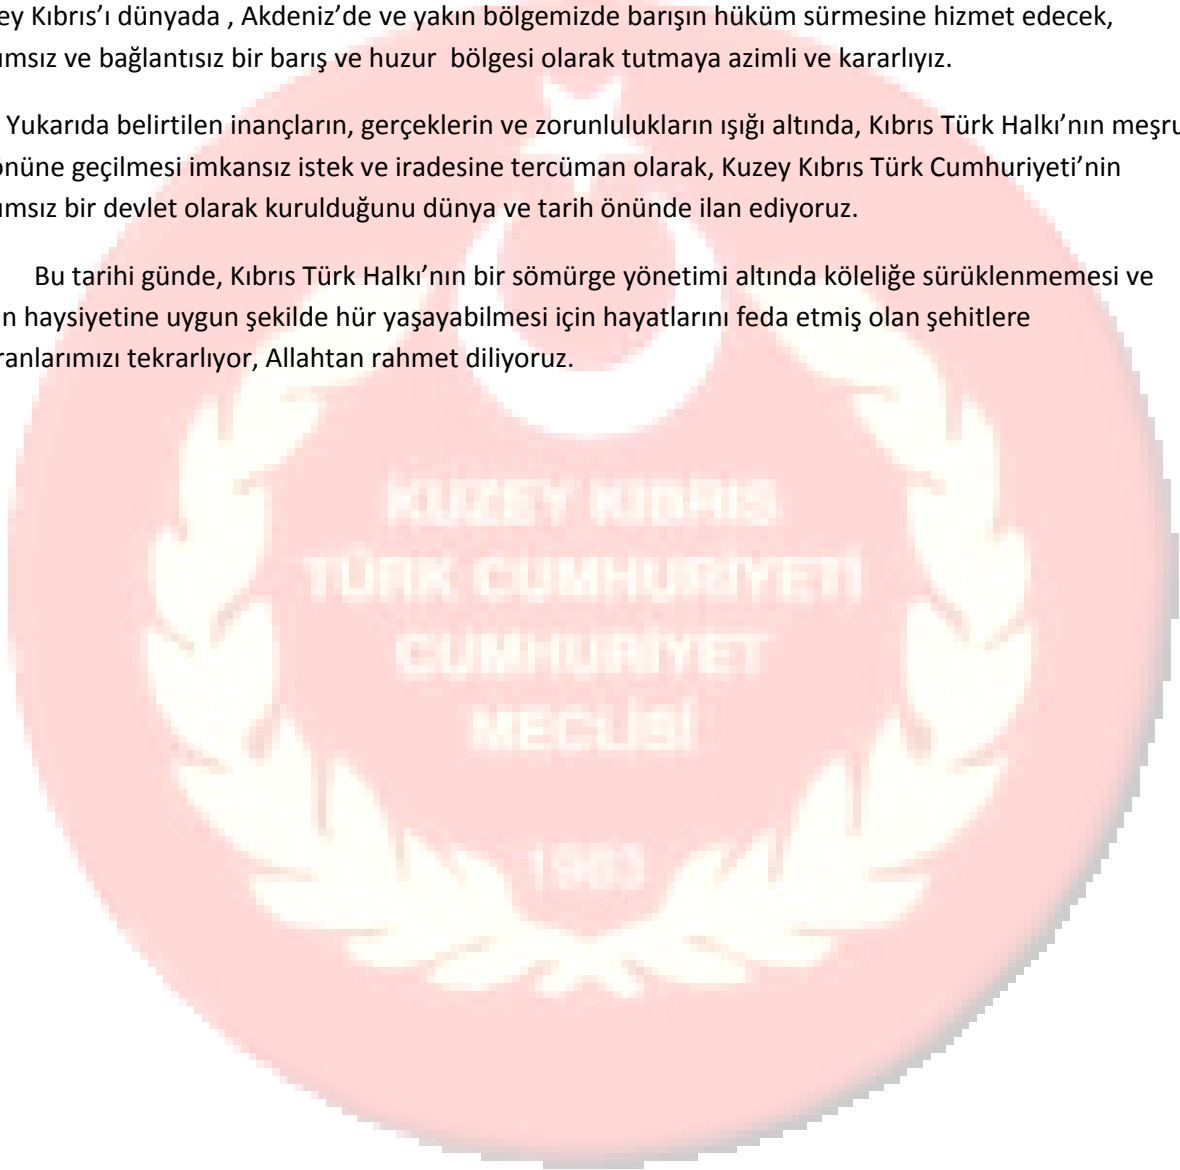 ey Kıbrıs’ı dünyada , Akdeniz’de ve yakın bölgemizde barışın hüküm sürmesine hizmet edecek,
ımsız ve bağlantısız bir barış ve huzur bölgesi olarak tutmaya azimli ve kararlıyız.
Yukarıda belirtilen inançların, gerçeklerin ve zorunlulukların ışığı altında, Kıbrıs Türk Halkı’nın meşru
önüne geçilmesi imkansız istek ve iradesine tercüman olarak, Kuzey Kıbrıs Türk Cumhuriyeti’nin
ımsız bir devlet olarak kurulduğunu dünya ve tarih önünde ilan ediyoruz.
Bu tarihi günde, Kıbrıs Türk Halkı’nın bir sömürge yönetimi altında köleliğe sürüklenmemesi ve
n haysiyetine uygun şekilde hür yaşayabilmesi için hayatlarını feda etmiş olan şehitlere
ranlarımızı tekrarlıyor, Allahtan rahmet diliyoruz.
KUZEY KIBRIS
TÜRK CUMHURİYETİ
CUMHURİYET
MECLİSİ
1983